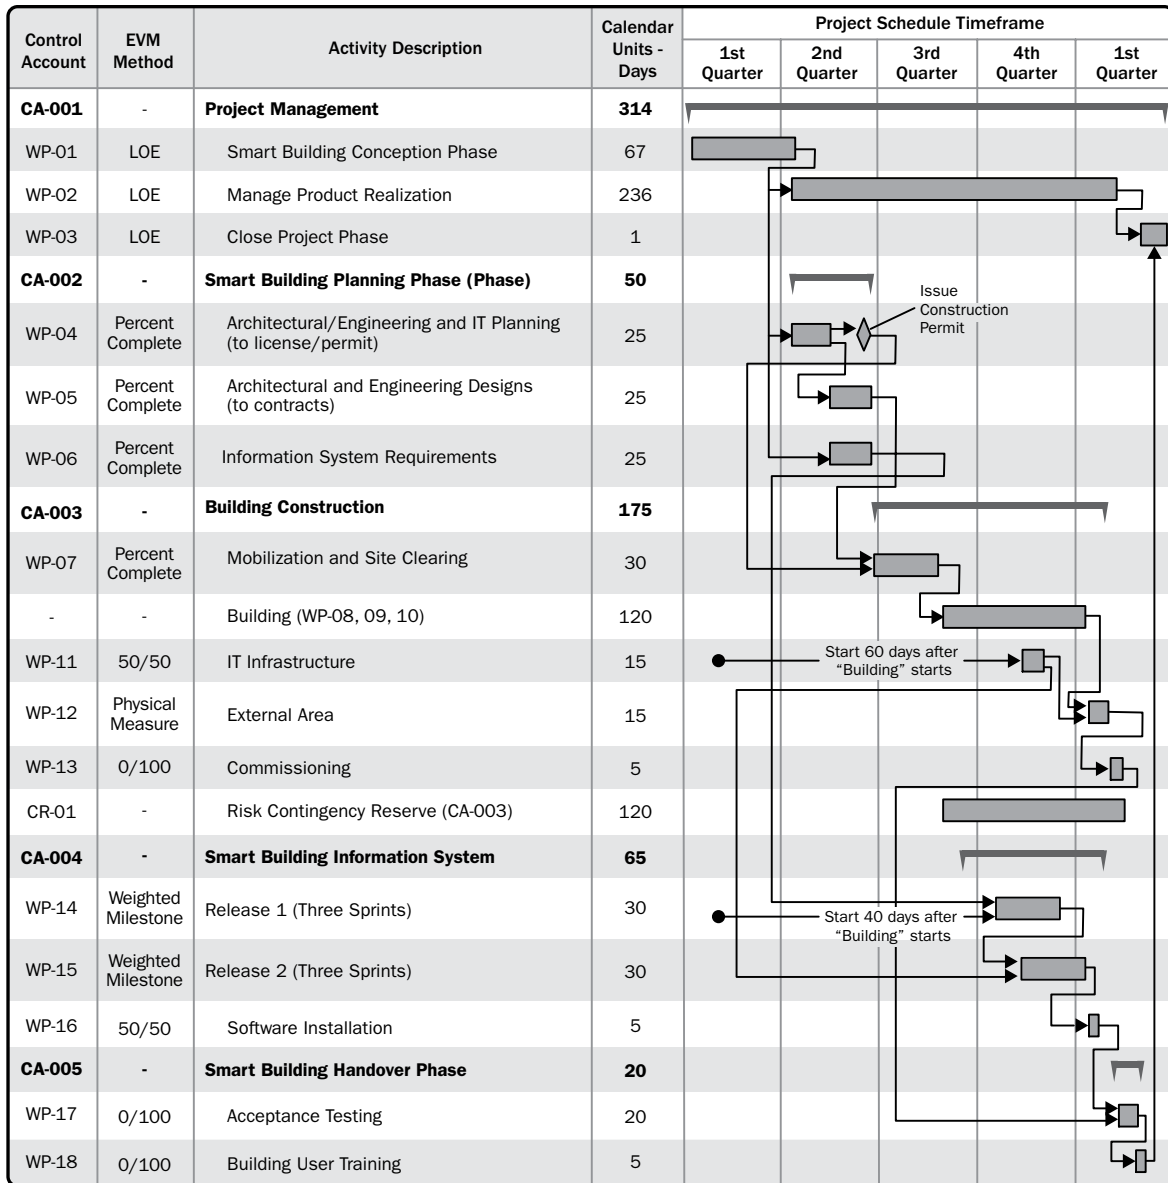 Control Account
EVM Method
Activity Description
Calendar Units - Days
Project Schedule Timeframe
1st Quarter
2nd Quarter
3rd Quarter
4th Quarter
1st Quarter
CA-001 - Project Management 314
WP-01 LOE Smart Building Conception Phase 67
WP-02 LOE Manage Product Realization 236
WP-03 LOE Close Project Phase 1
CA-002 - Smart Building Planning Phase (Phase) 50
Issue
Construction
Permit
WP-04 Percent Complete Architectural/Engineering and IT Planning (to license/permit) 25
WP-05 Percent Complete Architectural and Engineering Designs (to contracts) 25
WP-06 Percent Complete Information System Requirements 25
CA-003 - Building Construction 175
WP-07 Percent Complete Mobilization and Site Clearing 30
- - Building (WP-08, 09, 10) 120
WP-11 50/50 IT Infrastructure 15
Start 60 days after
“Building” starts
WP-12 Physical Measure External Area 15
WP-13 0/100 Commissioning 5
CR-01 - Risk Contingency Reserve (CA-003) 120
CA-004 - Smart Building Information System 65
WP-14 Weighted Milestone Release 1 (Three Sprints) 30
Start 40 days after
“Building” starts
WP-15 Weighted Milestone Release 2 (Three Sprints) 30
WP-16 50/50 Software Installation 5
CA-005 - Smart Building Handover Phase 20
WP-17 0/100 Acceptance Testing 20
WP-18 0/100 Building User Training 5